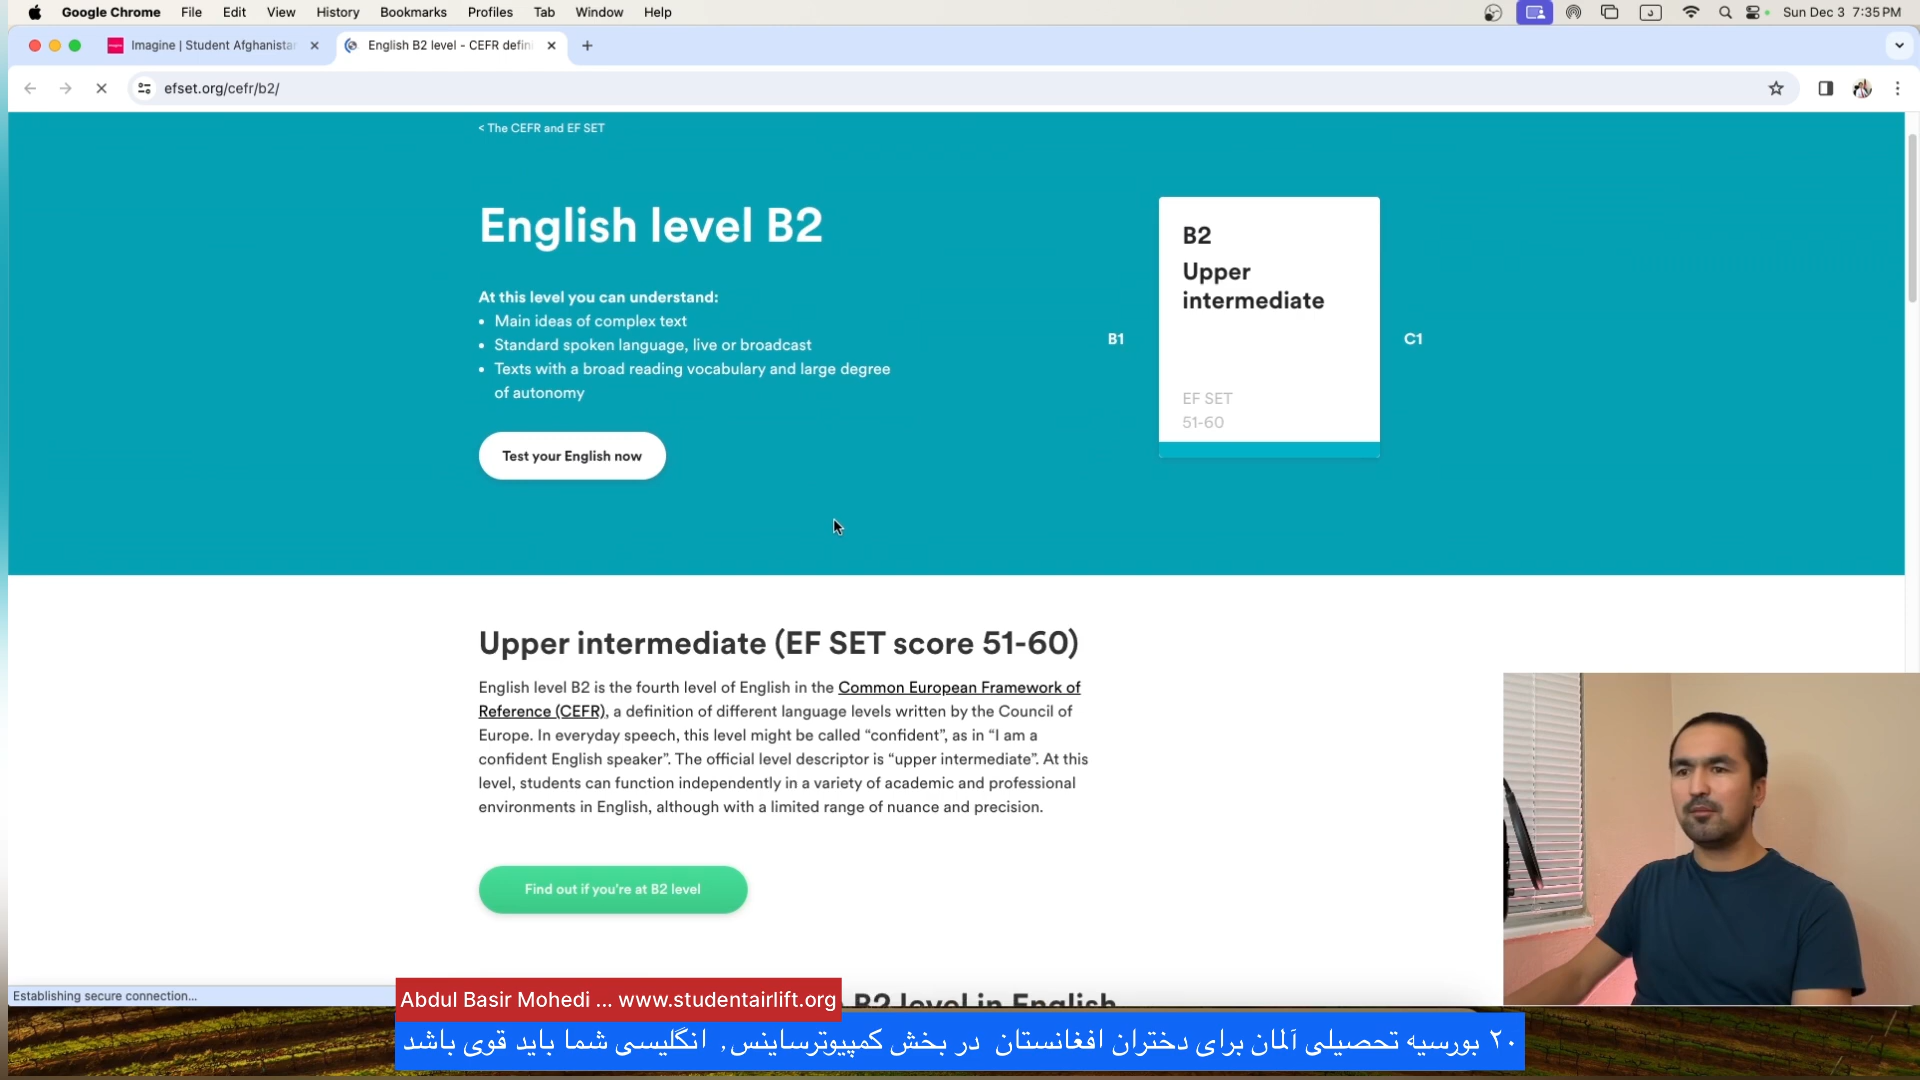 Google Chrome File Edit View History Bookmarks Profiles Tab Window Help Sun Dec 3 7:35 PM
Imagine | Student Afghanistan English B2 level - CEFR defin
efset.org/cefr/b2/
< The CEFR and EF SET
English level B2
At this level you can understand:
• Main ideas of complex text
• Standard spoken language, live or broadcast
• Texts with a broad reading vocabulary and large degree
of autonomy
Test your English now
B1
B2
Upper
intermediate
EF SET
51-60
C1
Upper intermediate (EF SET score 51-60)
English level B2 is the fourth level of English in the Common European Framework of
Reference (CEFR), a definition of different language levels written by the Council of
Europe. In everyday speech, this level might be called “confident”, as in “I am a
confident English speaker”. The official level descriptor is “upper intermediate”. At this
level, students can function independently in a variety of academic and professional
environments in English, although with a limited range of nuance and precision.
Find out if you're at B2 level
B2 level in English
Establishing secure connection...
Abdul Basir Mohedi ... www.studentairlift.org
۲۰ بورسیه تحصیلی آلمان برای دختران افغانستان در بخش کمپیوترساینس, انگلیسی شما باید قوی باشد